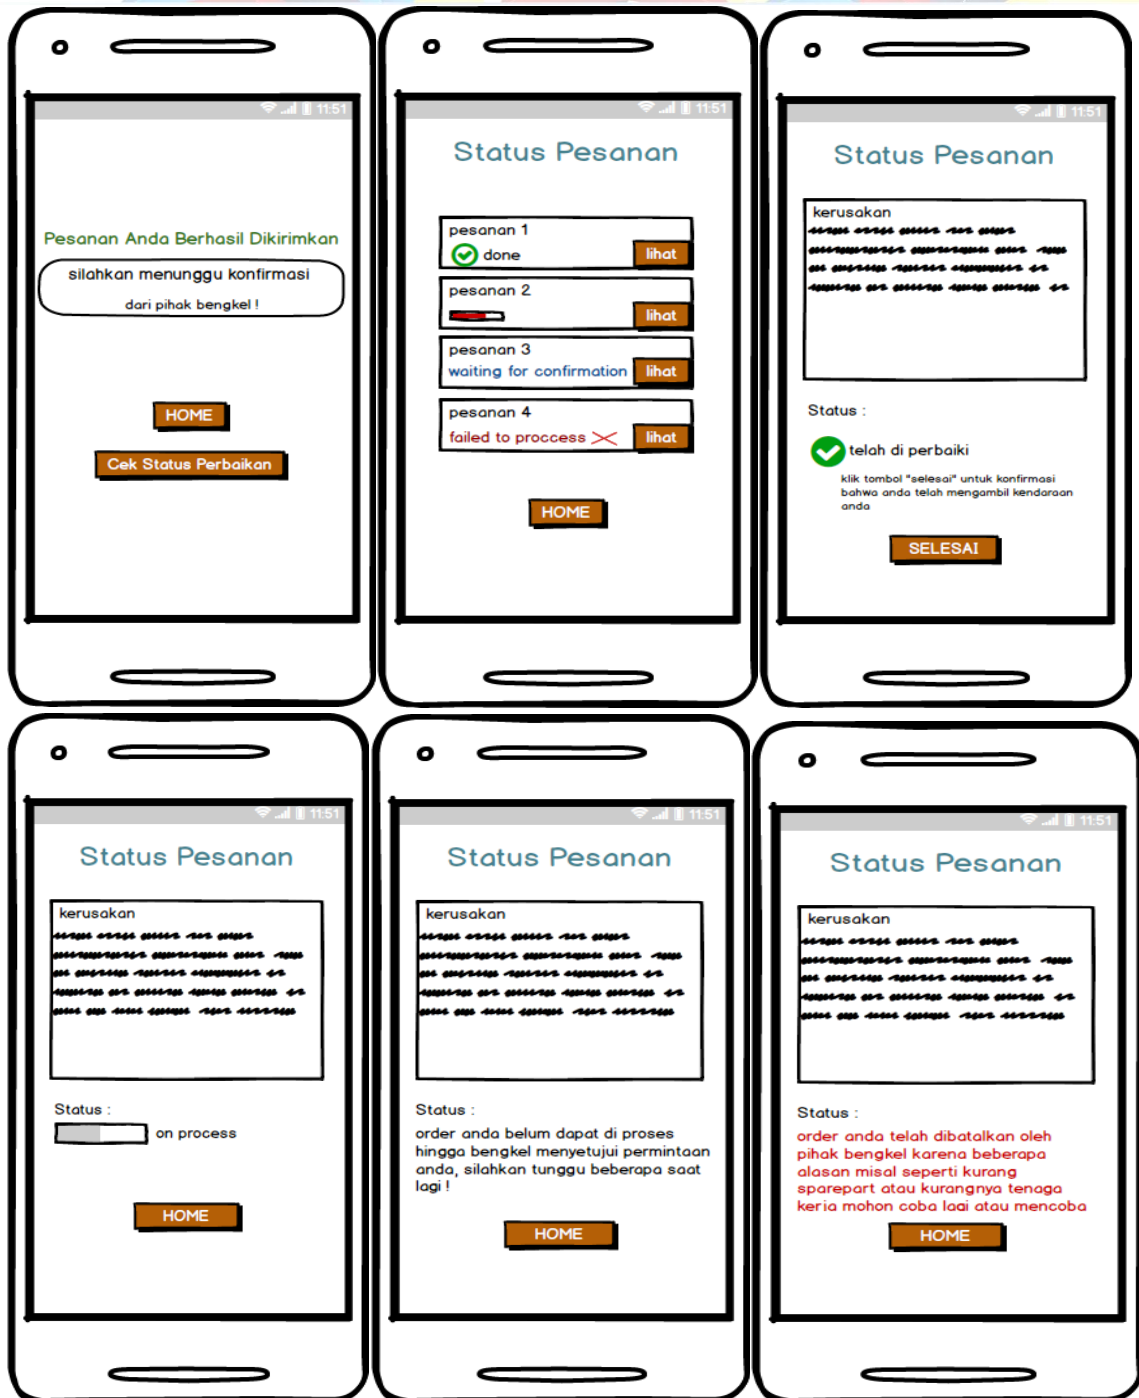 11:51
Pesanan Anda Berhasil Dikirimkan
silahkan menunggu konfirmasi
dari pihak bengkel !
HOME
Cek Status Perbaikan
11:51
Status Pesanan
pesanan 1
done
lihat
pesanan 2
lihat
pesanan 3
waiting for confirmation
lihat
pesanan 4
failed to proccess
lihat
HOME
11:51
Status Pesanan
kerusakan
Status :
telah di perbaiki
klik tombol "selesai" untuk konfirmasi
bahwa anda telah mengambil kendaraan
anda
SELESAI
11:51
Status Pesanan
kerusakan
Status :
on process
HOME
11:51
Status Pesanan
kerusakan
Status :
order anda belum dapat di proses
hingga bengkel menyetujui permintaan
anda, silahkan tunggu beberapa saat
lagi !
HOME
11:51
Status Pesanan
kerusakan
Status :
order anda telah dibatalkan oleh
pihak bengkel karena beberapa
alasan misal seperti kurang
sparepart atau kurangnya tenaga
kerja mohon coba lagi atau mencoba
HOME